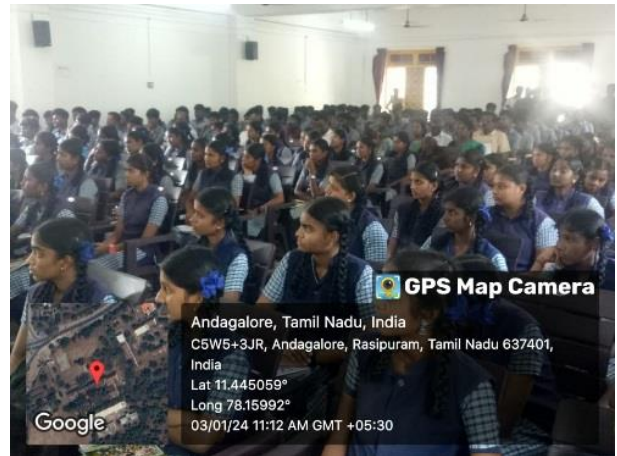 GPS Map Camera
Andagalore, Tamil Nadu, India
C5W5+3JR, Andagalore, Rasipuram, Tamil Nadu 637401,
India
Lat 11.445059°
Long 78.15992°
03/01/24 11:12 AM GMT +05:30
Google